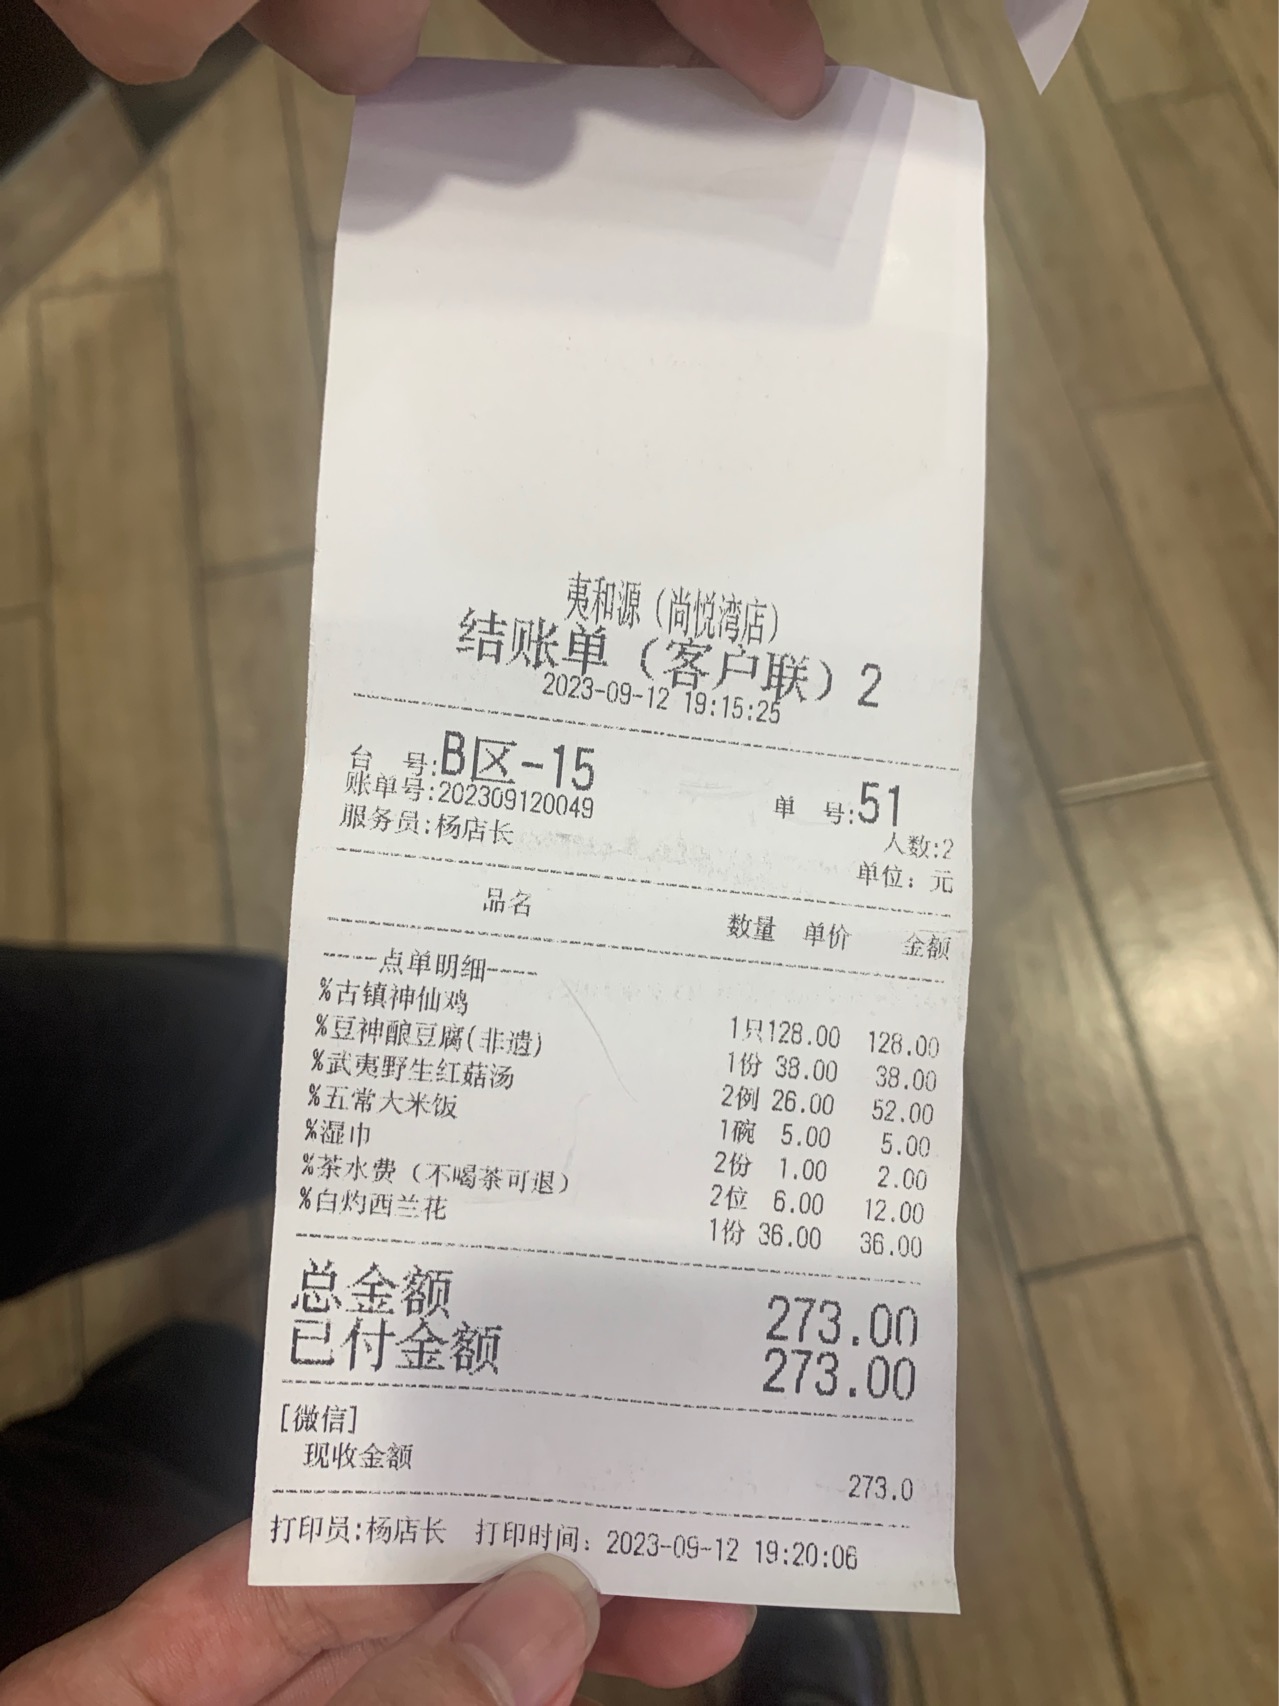 夷和源（尚悦湾店）
结账单（客户联）2
2023-09-12 19:15:25
台 号:B区-15 单 号:51
账单号:202309120049 人数:2
服务员:杨店长 单位：元
品名 数量 单价 金额
----点单明细----
%古镇神仙鸡 1只128.00 128.00
%豆神酿豆腐(非遗) 1份 38.00 38.00
%武夷野生红菇汤 2例 26.00 52.00
%五常大米饭 1碗 5.00 5.00
%湿巾 2份 1.00 2.00
%茶水费（不喝茶可退） 2位 6.00 12.00
%白灼西兰花 1份 36.00 36.00
总金额 273.00
已付金额 273.00
[微信]
现收金额 273.0
打印员:杨店长 打印时间：2023-09-12 19:20:06